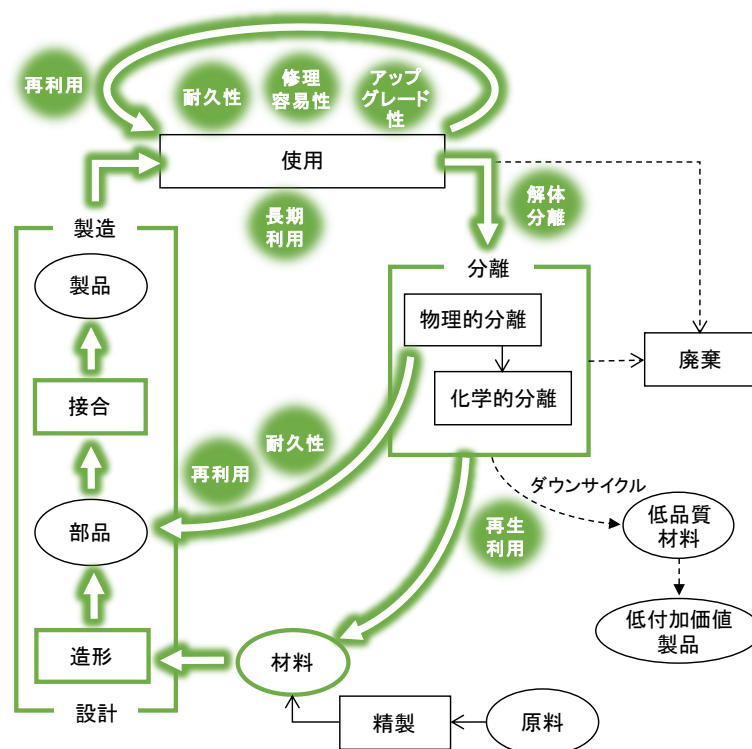 再利用
耐久性
修理
容易性
アップ
グレード
性
使用
長期
利用
解体
分離
製造
製品
接合
部品
造形
設計
分離
物理的分離
化学的分離
廃棄
耐久性
再利用
ダウンサイクル
低品質
材料
再生
利用
低付加価値
製品
材料
精製
原料